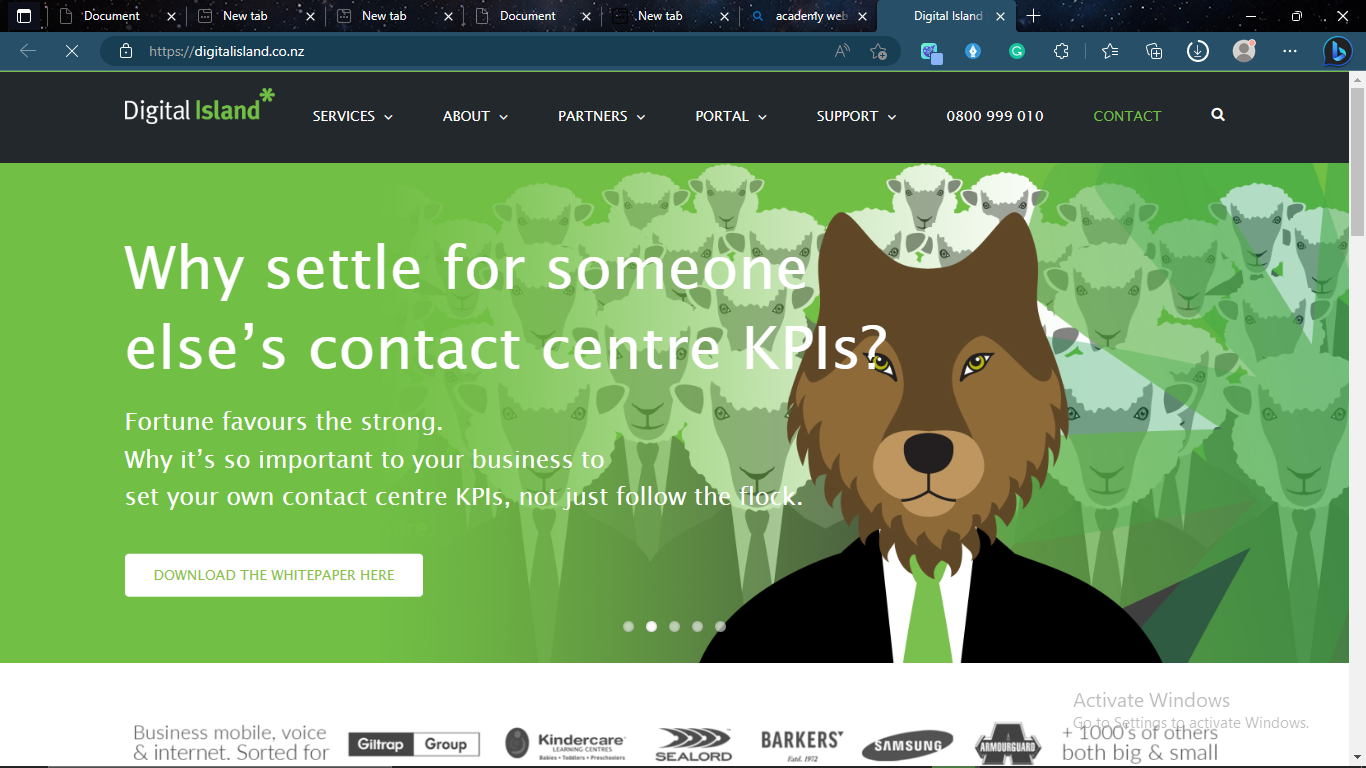 Document
New tab
New tab
Document
New tab
academy web
Digital Island
https://digitalisland.co.nz
Digital Island*
SERVICES
ABOUT
PARTNERS
PORTAL
SUPPORT
0800 999 010
CONTACT
Why settle for someone
else’s contact centre KPIs?
Fortune favours the strong.
Why it’s so important to your business to
set your own contact centre KPIs, not just follow the flock.
DOWNLOAD THE WHITEPAPER HERE
Activate Windows
Go to Settings to activate Windows.
Business mobile, voice
& internet. Sorted for
Giltrap Group
Kindercare
LEARNING CENTRES
Babies • Toddlers • Preschoolers
SEALORD
BARKERS
Estd. 1972
SAMSUNG
ARMOURGUARD
+ 1000's of others
both big & small